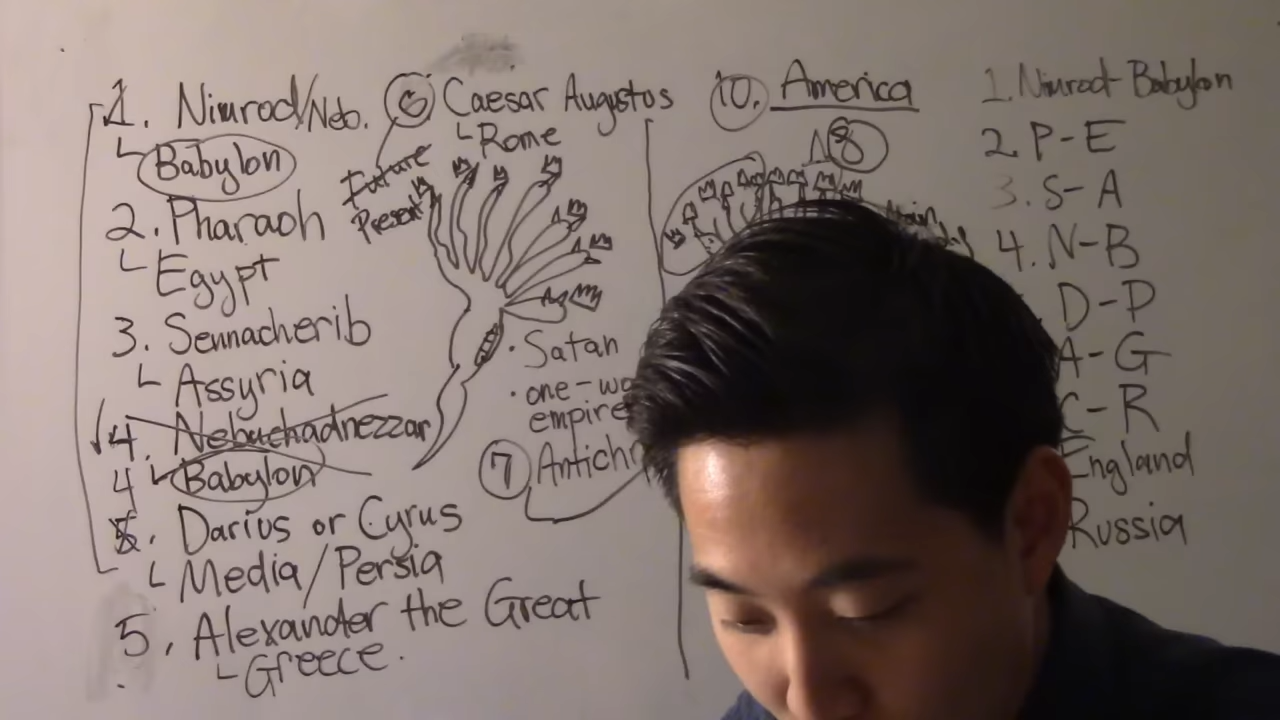 1. Nimrod/Neb.
Babylon
2. Pharaoh
Egypt
3. Sennacherib
Assyria
4. Nebuchadnezzar
4 Babylon
5. Darius or Cyrus
Media/Persia
5. Alexander the Great
Greece.
6 Caesar Augustos
Rome
Future
Present
• Satan
• one-wo
empire
7 Antichr
10. America
8
1. Nimrod-Babylon
2. P-E
3. S-A
4. N-B
D-P
A-G
C-R
England
Russia